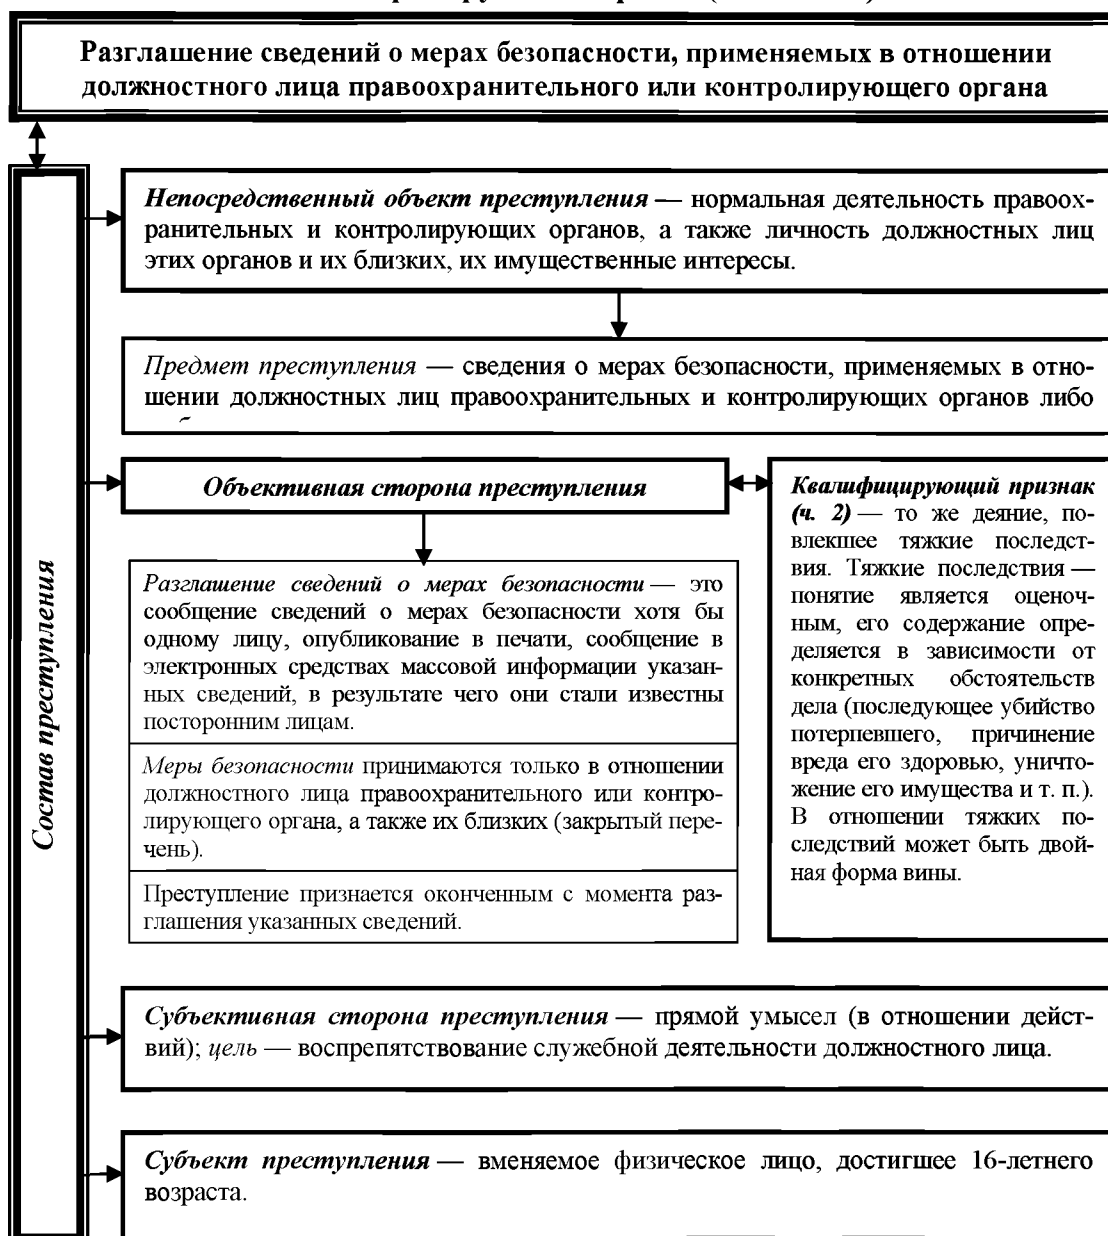 Разглашение сведений о мерах безопасности, применяемых в отношении
должностного лица правоохранительного или контролирующего органа
Состав преступления
Непосредственный объект преступления — нормальная деятельность правоох-
ранительных и контролирующих органов, а также личность должностных лиц
этих органов и их близких, их имущественные интересы.
Предмет преступления — сведения о мерах безопасности, применяемых в отно-
шении должностных лиц правоохранительных и контролирующих органов либо
Объективная сторона преступления
Разглашение сведений о мерах безопасности — это
сообщение сведений о мерах безопасности хотя бы
одному лицу, опубликование в печати, сообщение в
электронных средствах массовой информации указан-
ных сведений, в результате чего они стали известны
посторонним лицам.
Меры безопасности принимаются только в отношении
должностного лица правоохранительного или контро-
лирующего органа, а также их близких (закрытый пере-
чень).
Преступление признается оконченным с момента раз-
глашения указанных сведений.
Квалифицирующий признак
(ч. 2) — то же деяние, по-
влекшее тяжкие последст-
вия. Тяжкие последствия —
понятие является оценоч-
ным, его содержание опре-
деляется в зависимости от
конкретных обстоятельств
дела (последующее убийство
потерпевшего, причинение
вреда его здоровью, уничто-
жение его имущества и т. п.).
В отношении тяжких по-
следствий может быть двой-
ная форма вины.
Субъективная сторона преступления — прямой умысел (в отношении дейст-
вий); цель — воспрепятствование служебной деятельности должностного лица.
Субъект преступления — вменяемое физическое лицо, достигшее 16-летнего
возраста.